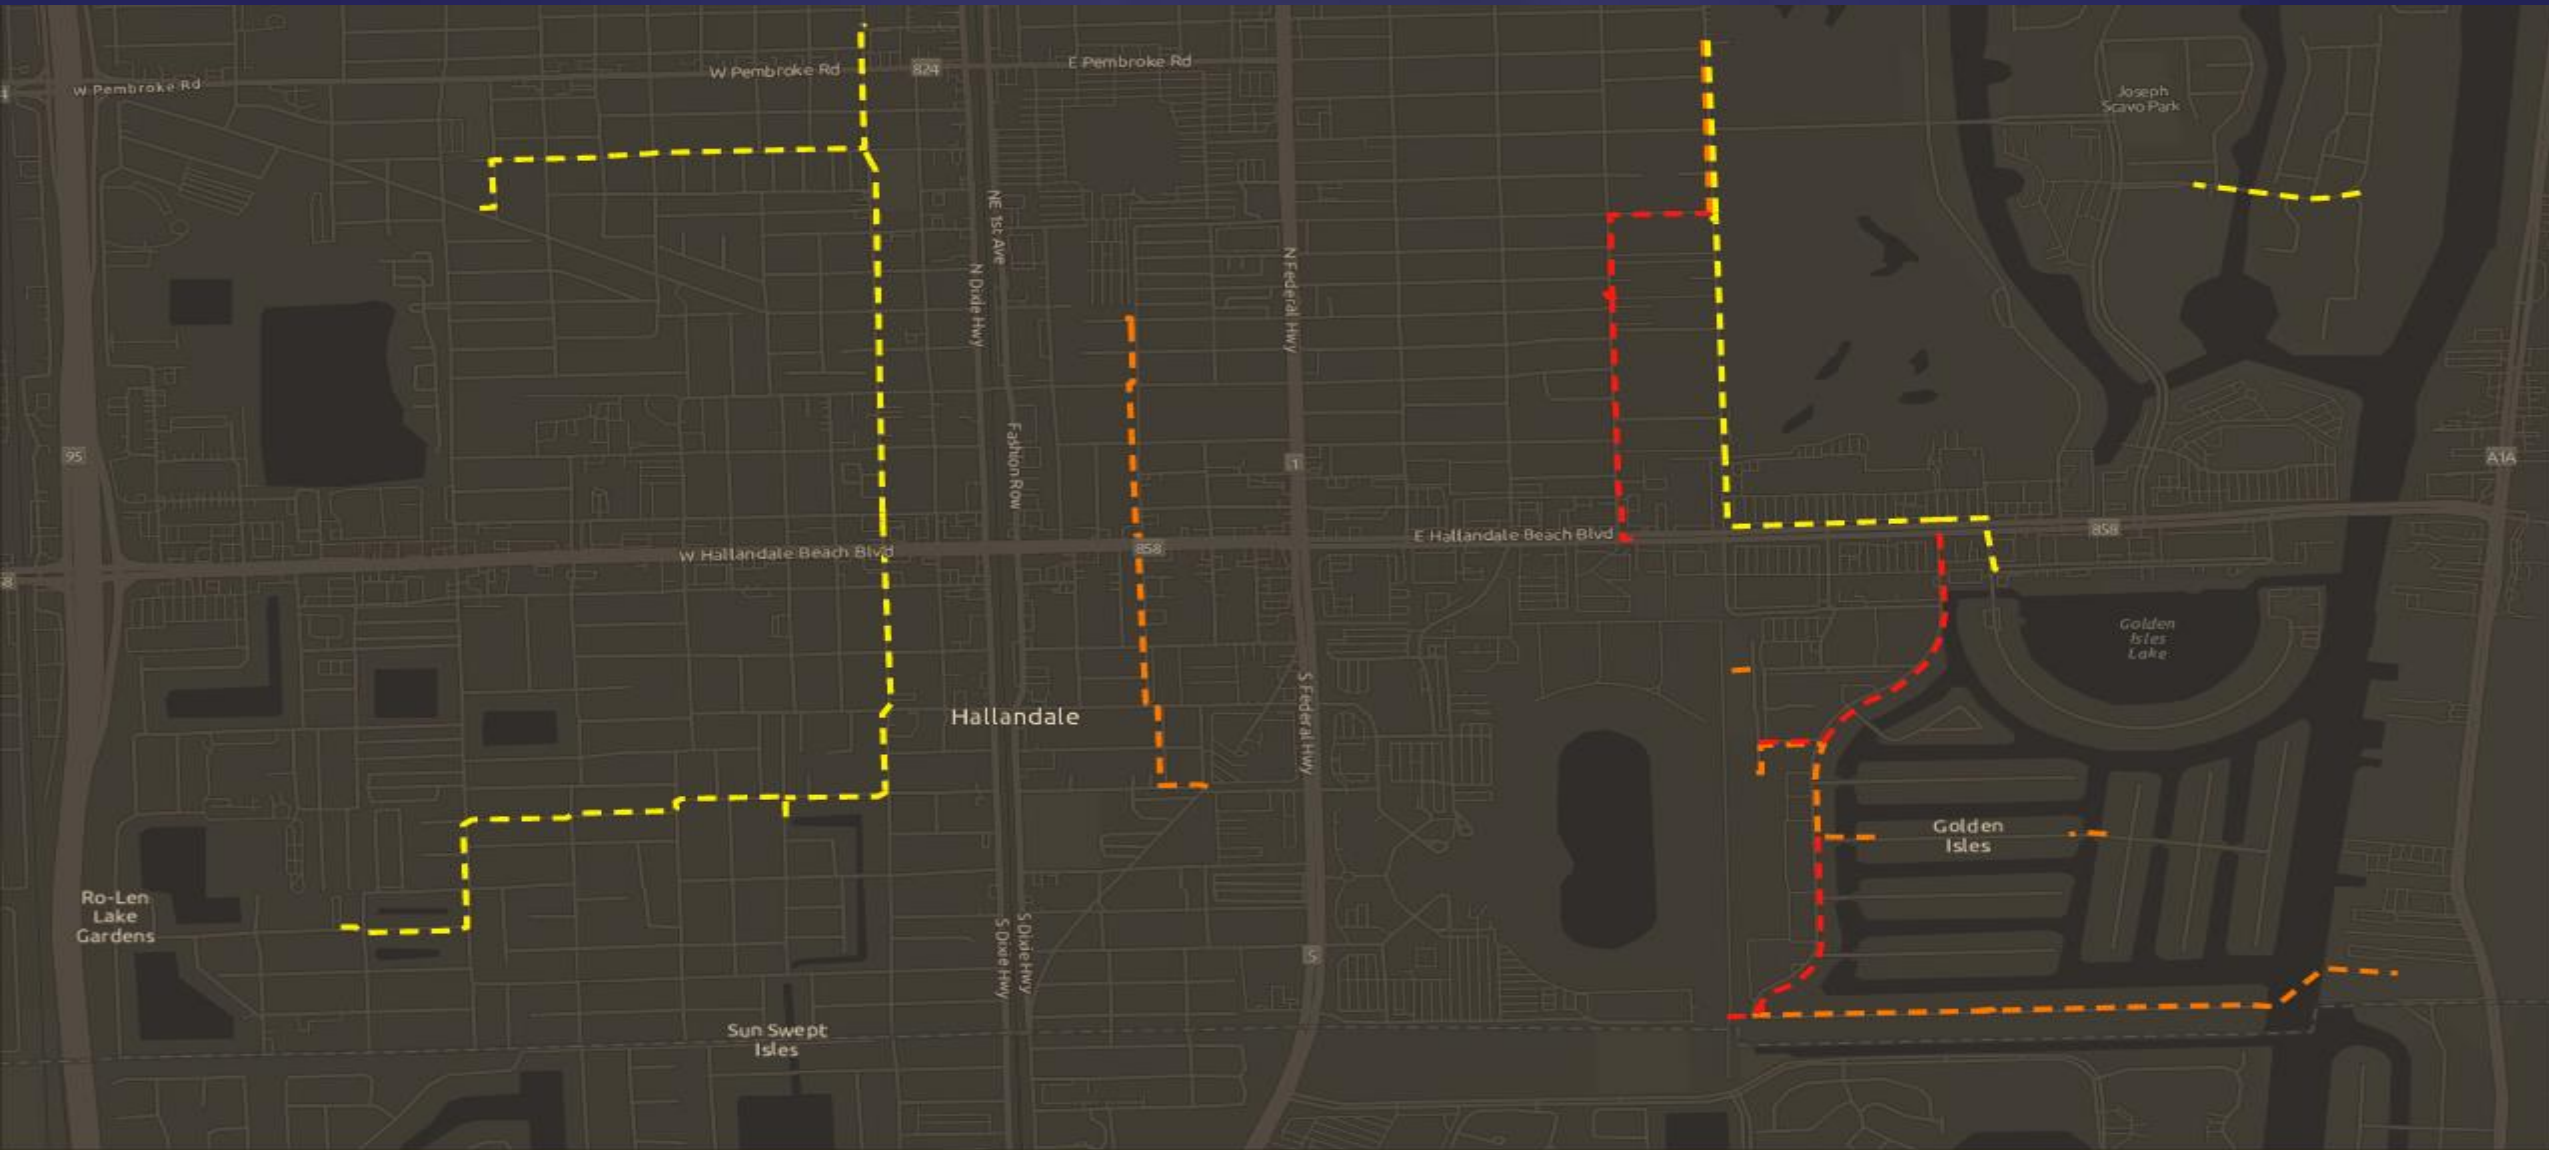 W Pembroke Rd
W Pembroke Rd
824
E Pembroke Rd
Joseph
Scavo Park
NE 1st Ave
N Dixie Hwy
N Federal Hwy
95
Fashion Row
1
A1A
W Hallandale Beach Blvd
858
E Hallandale Beach Blvd
858
8
Golden
Isles
Lake
Hallandale
S Federal Hwy
Golden
Isles
Ro-Len
Lake
Gardens
S Dixie Hwy
S Dixie Hwy
5
Sun Swept
Isles